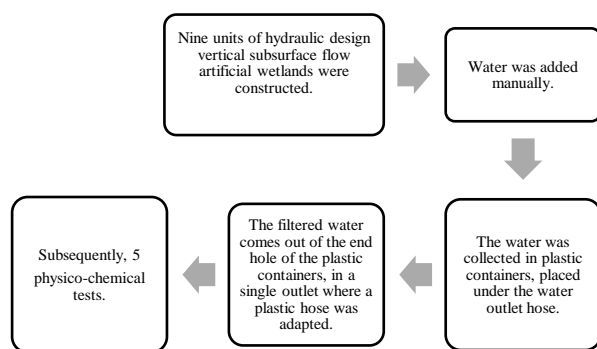 Nine units of hydraulic design
vertical subsurface flow
artificial wetlands were
constructed.
Water was added
manually.
The water was
collected in plastic
containers, placed
under the water
outlet hose.
The filtered water
comes out of the end
hole of the plastic
containers, in a
single outlet where a
plastic hose was
adapted.
Subsequently, 5
physico-chemical
tests.